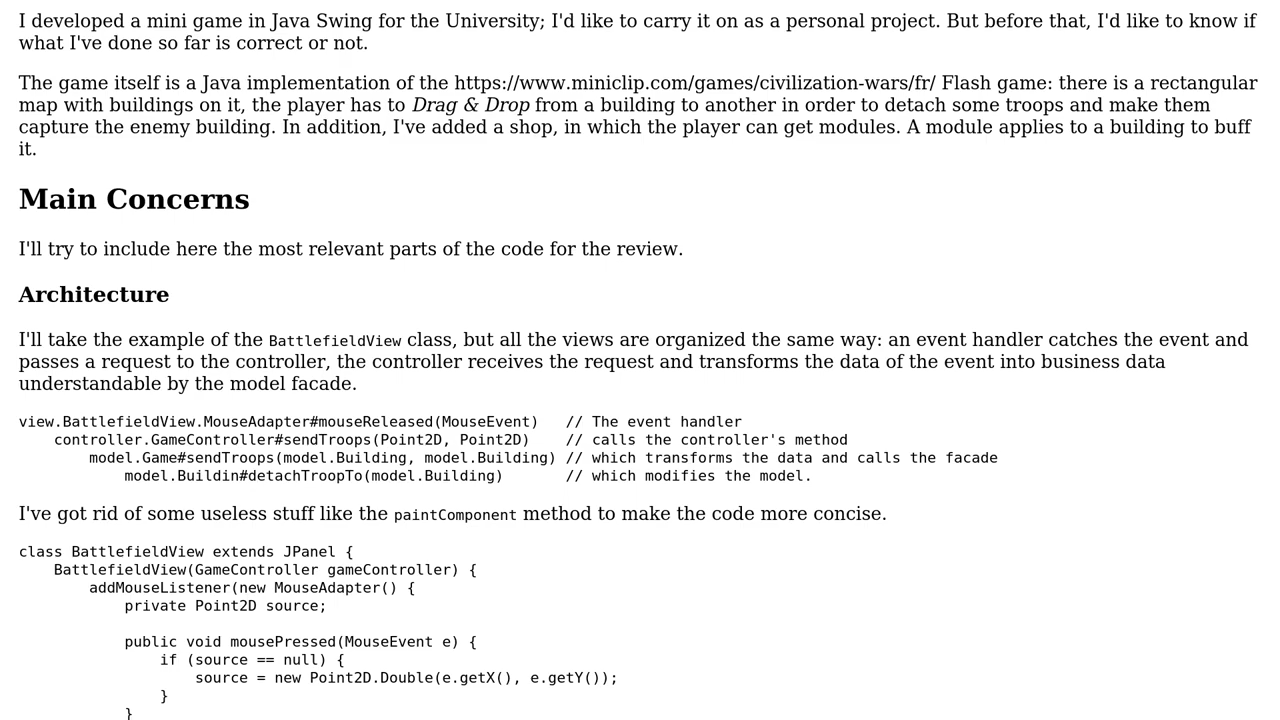 I developed a mini game in Java Swing for the University; I'd like to carry it on as a personal project. But before that, I'd like to know if
what I've done so far is correct or not.
The game itself is a Java implementation of the https://www.miniclip.com/games/civilization-wars/fr/ Flash game: there is a rectangular
map with buildings on it, the player has to Drag & Drop from a building to another in order to detach some troops and make them
capture the enemy building. In addition, I've added a shop, in which the player can get modules. A module applies to a building to buff
it.
Main Concerns
I'll try to include here the most relevant parts of the code for the review.
Architecture
I'll take the example of the BattlefieldView class, but all the views are organized the same way: an event handler catches the event and
passes a request to the controller, the controller receives the request and transforms the data of the event into business data
understandable by the model facade.
view.BattlefieldView.MouseAdapter#mouseReleased(MouseEvent)   // The event handler
    controller.GameController#sendTroops(Point2D, Point2D)    // calls the controller's method
        model.Game#sendTroops(model.Building, model.Building) // which transforms the data and calls the facade
            model.Buildin#detachTroopTo(model.Building)       // which modifies the model.
I've got rid of some useless stuff like the paintComponent method to make the code more concise.
class BattlefieldView extends JPanel {
    BattlefieldView(GameController gameController) {
        addMouseListener(new MouseAdapter() {
            private Point2D source;
            public void mousePressed(MouseEvent e) {
                if (source == null) {
                    source = new Point2D.Double(e.getX(), e.getY());
                }
            }